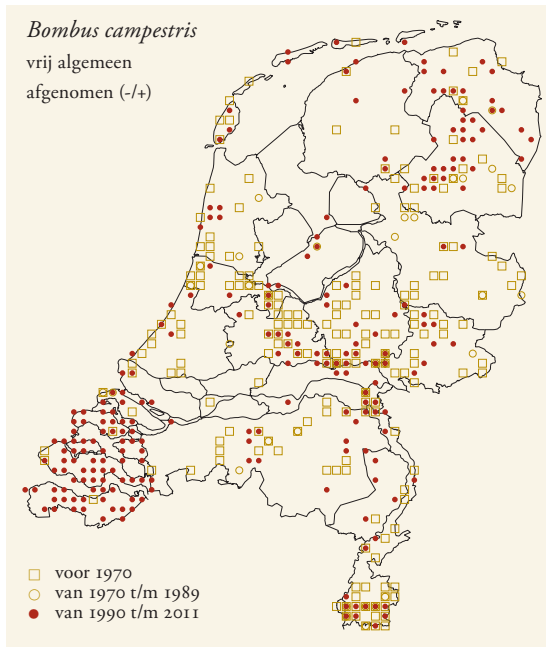 Bombus campestris
vrij algemeen
afgenomen (-/+)
voor 1970
van 1970 t/m 1989
van 1990 t/m 2011